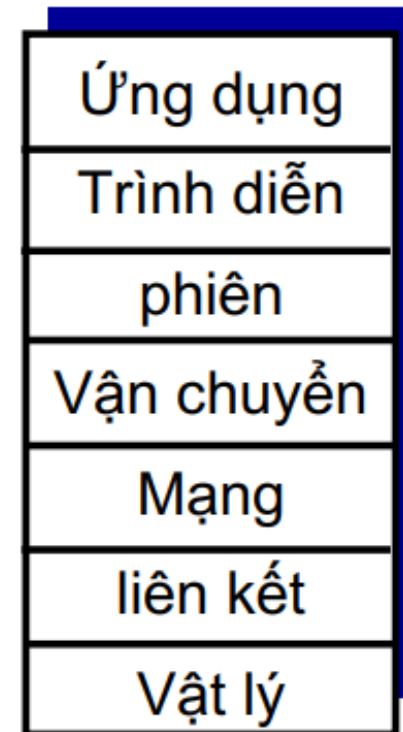 Ứng dụng
Trình diễn
phiên
Vận chuyển
Mạng
liên kết
Vật lý